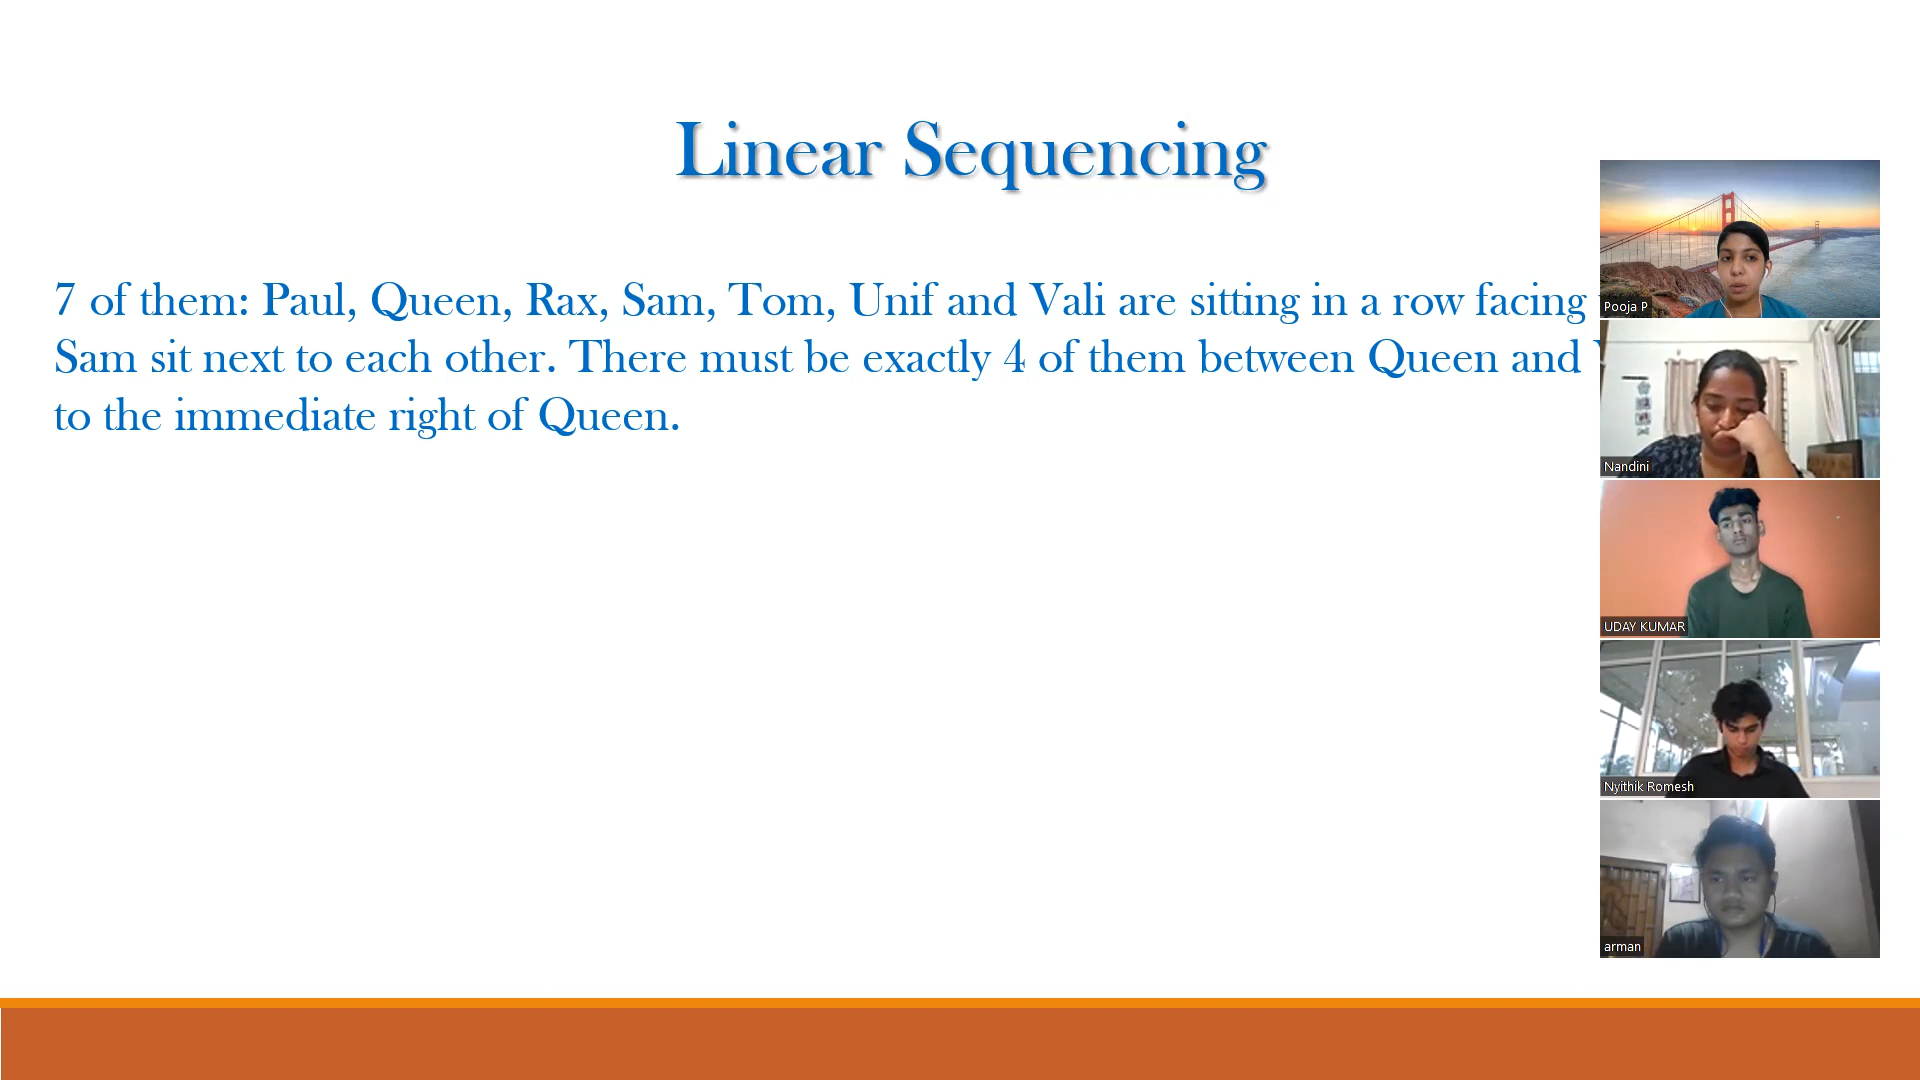 Linear Sequencing
7 of them: Paul, Queen, Rax, Sam, Tom, Unif and Vali are sitting in a row facing
Sam sit next to each other. There must be exactly 4 of them between Queen and
to the immediate right of Queen.
Pooja P
Nandini
UDAY KUMAR
Nyithik Romesh
arman